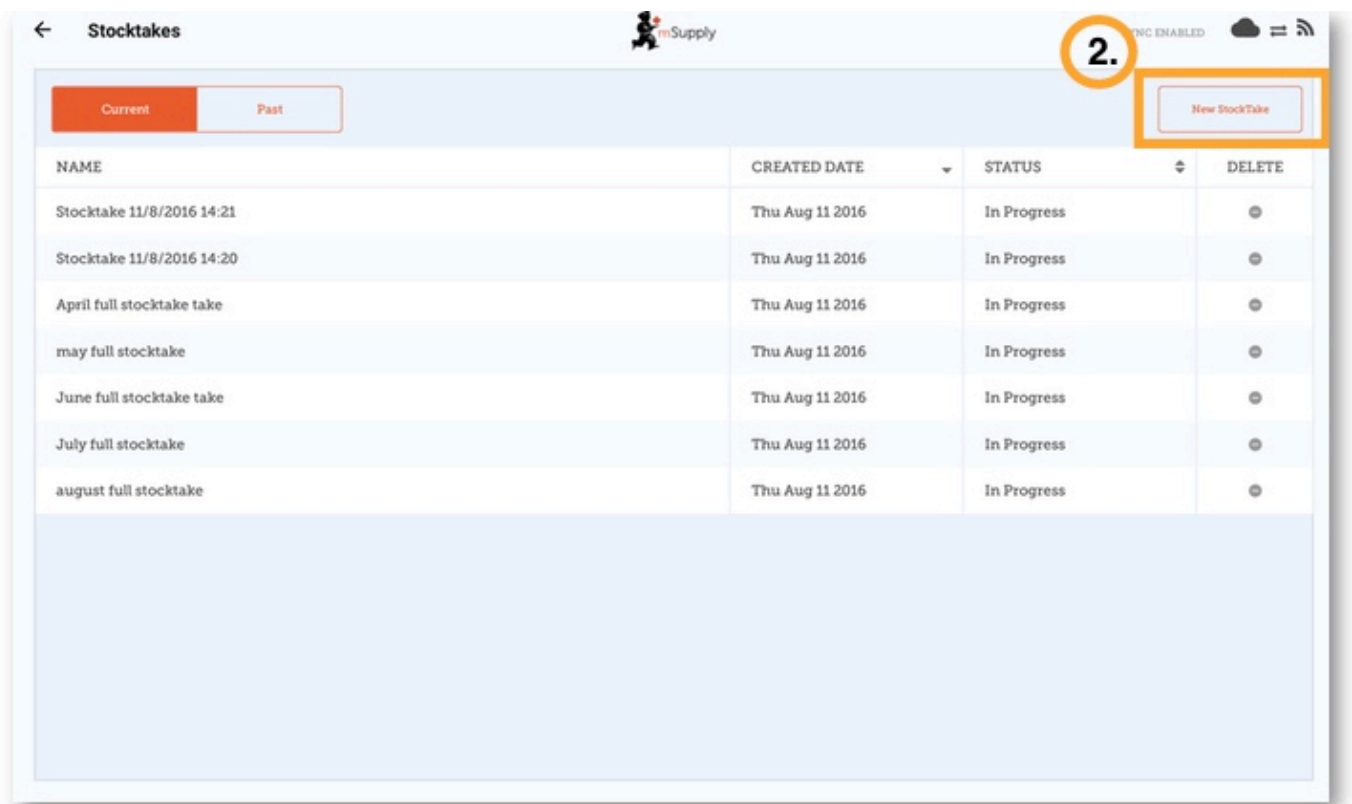 Stocktakes
mSupply
2.
ENABLED
Current Past
New StockTake
NAME CREATED DATE STATUS DELETE
Stocktake 11/8/2016 14:21 Thu Aug 11 2016 In Progress
Stocktake 11/8/2016 14:20 Thu Aug 11 2016 In Progress
April full stocktake take Thu Aug 11 2016 In Progress
may full stocktake Thu Aug 11 2016 In Progress
June full stocktake take Thu Aug 11 2016 In Progress
July full stocktake Thu Aug 11 2016 In Progress
august full stocktake Thu Aug 11 2016 In Progress